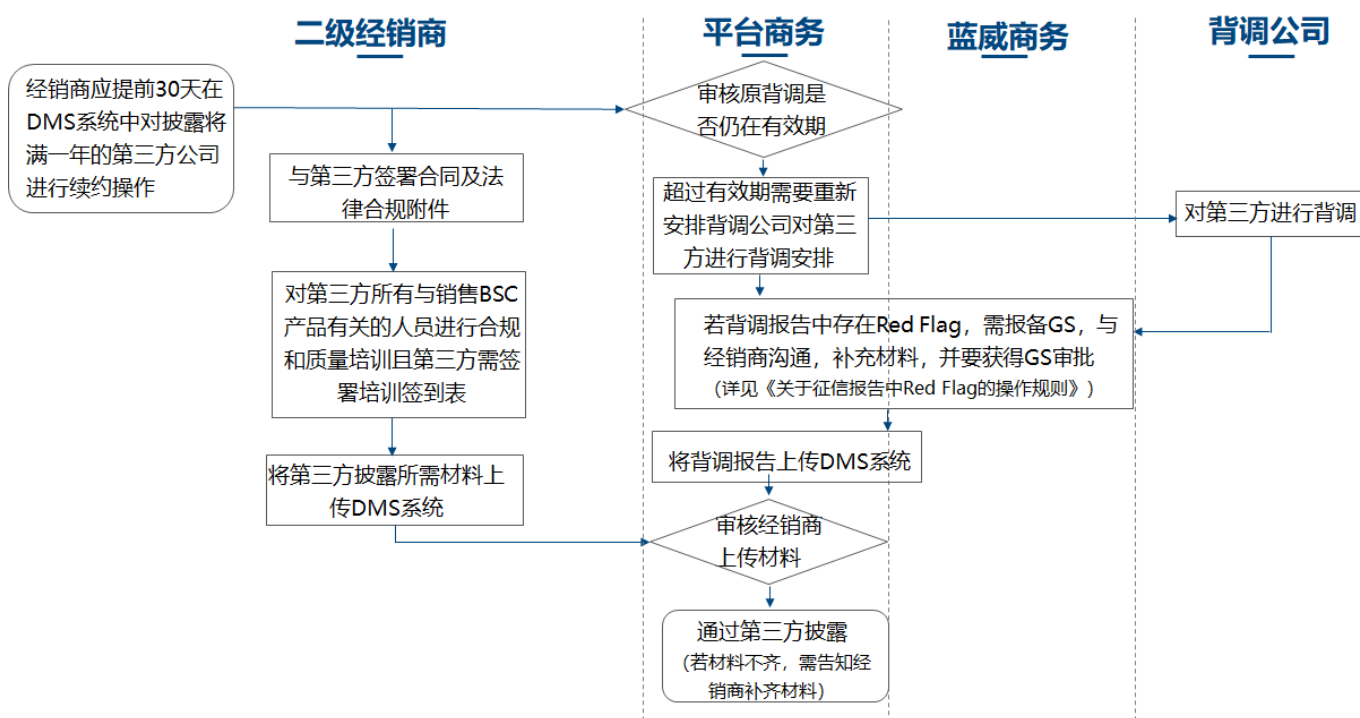 二级经销商
平台商务
蓝威商务
背调公司
经销商应提前30天在
DMS系统中对披露将
满一年的第三方公司
进行续约操作
审核原背调是
否仍在有效期
与第三方签署合同及法
律合规附件
超过有效期需要重新
安排背调公司对第三
方进行背调安排
对第三方进行背调
对第三方所有与销售BSC
产品有关的人员进行合规
和质量培训且第三方需签
署培训签到表
若背调报告中存在Red Flag，需报备GS，与
经销商沟通，补充材料，并要获得GS审批
（详见《关于征信报告中Red Flag的操作规则》）
将第三方披露所需材料上
传DMS系统
将背调报告上传DMS系统
审核经销商
上传材料
通过第三方披露
（若材料不齐，需告知经
销商补齐材料）